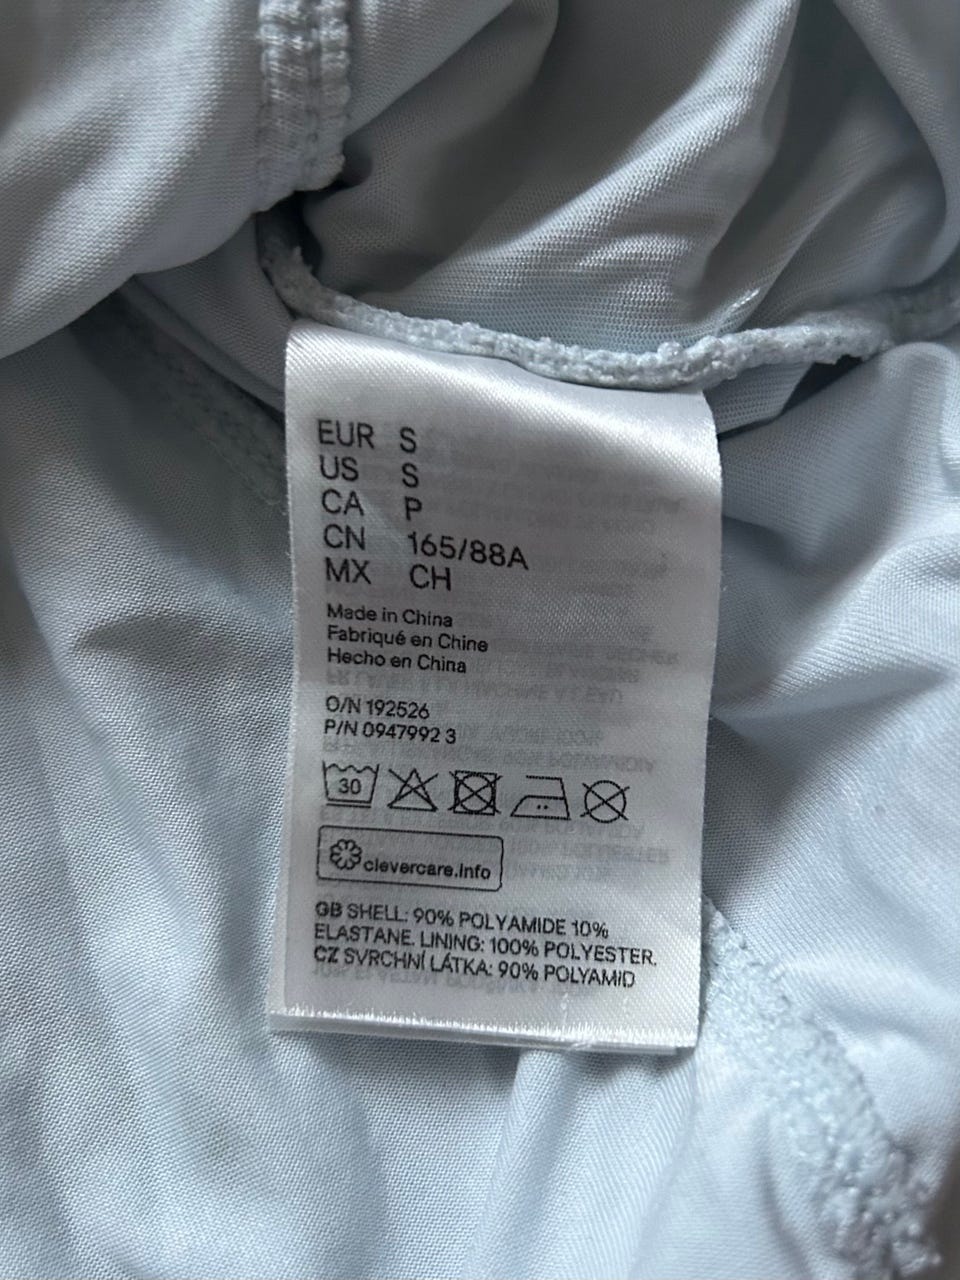 EUR S
US S
CA P
CN 165/88A
MX CH
Made in China
Fabriqué en Chine
Hecho en China
O/N 192526
P/N 0947992 3
30
clevercare.info
GB SHELL: 90% POLYAMIDE 10%
ELASTANE. LINING: 100% POLYESTER.
CZ SVRCHNÍ LÁTKA: 90% POLYAMID